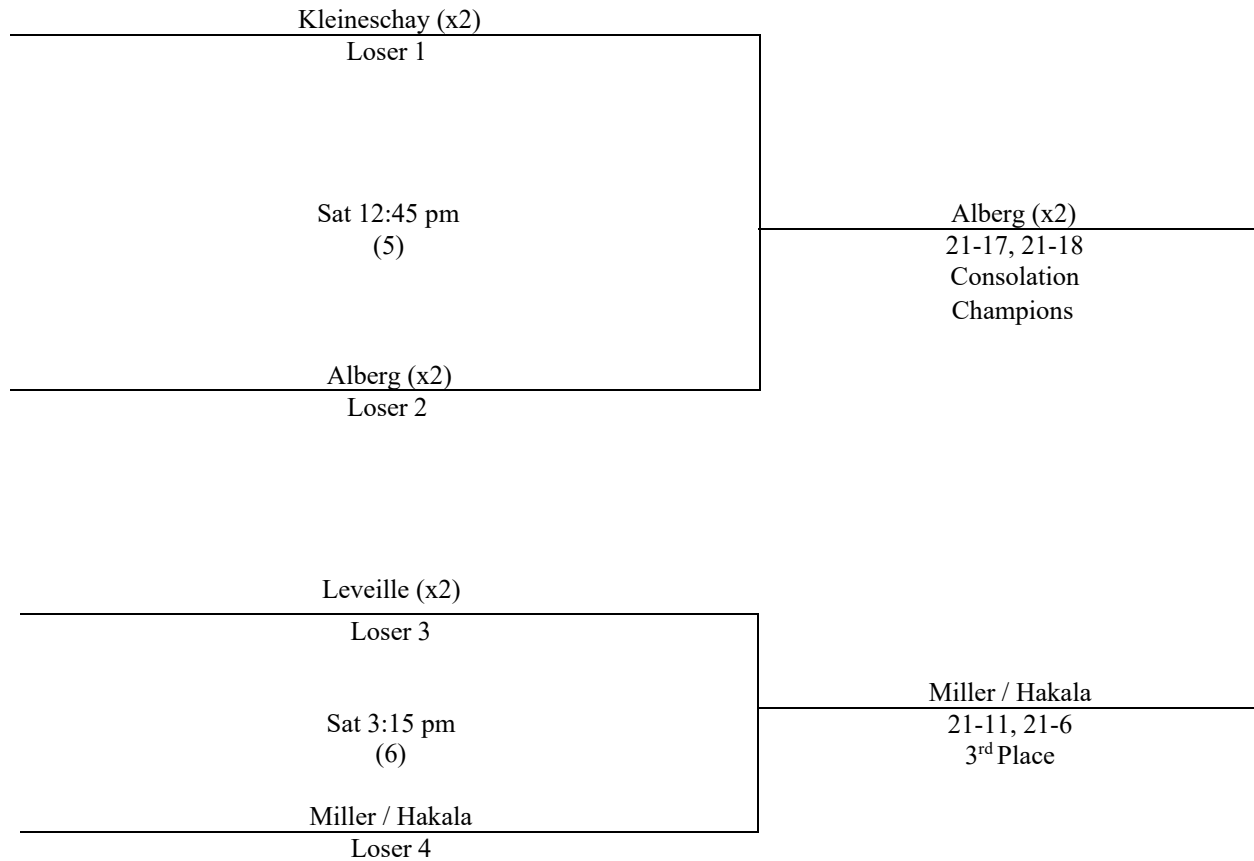 Kleineschay (x2)
Loser 1
Sat 12:45 pm
(5)
Alberg (x2)
21-17, 21-18
Consolation
Champions
Alberg (x2)
Loser 2
Leveille (x2)
Loser 3
Sat 3:15 pm
(6)
Miller / Hakala
21-11, 21-6
3rd Place
Miller / Hakala
Loser 4